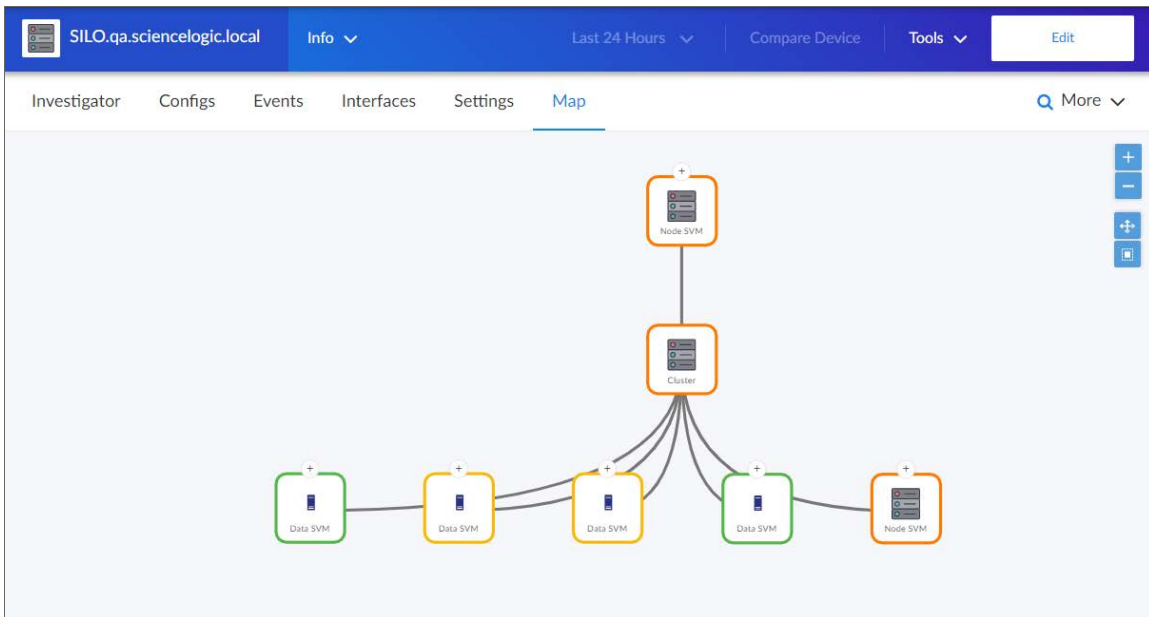 SILO.qa.sciencelogic.local Info Last 24 Hours Compare Device Tools Edit
Investigator Configs Events Interfaces Settings Map More
+
−
+
Node SVM
Cluster
+ + + + +
Data SVM Data SVM Data SVM Data SVM Node SVM